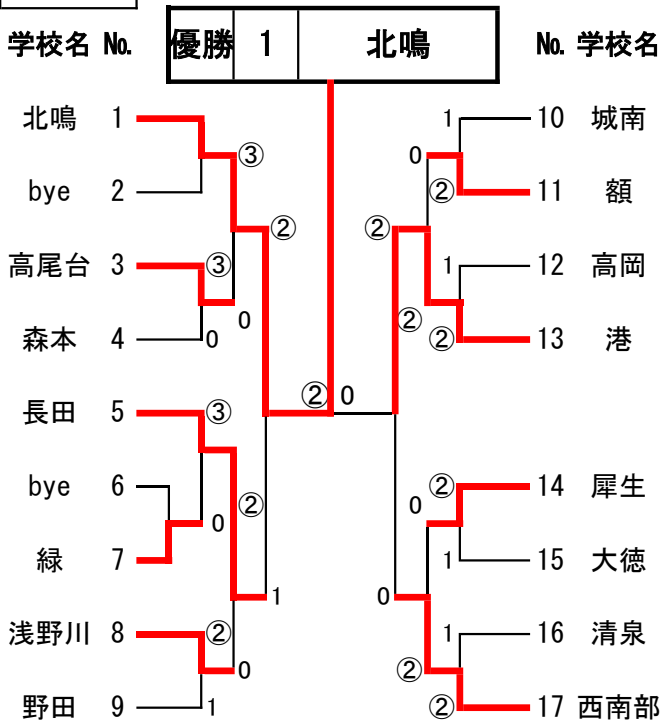 学校名 No. 優勝 1 北鳴 No. 学校名
北鳴 1 1 10 城南
③ 0
bye 2 ② 11 額
② ②
高尾台 3 ③ 1 12 高岡
0 ②
森本 4 0 ② 13 港
② 0
長田 5 ③
bye 6 ② 14 犀生
② 0
0
緑 7 1 15 大徳
1 0
浅野川 8 ② 1 16 清泉
0 ②
野田 9 1 ② 17 西南部